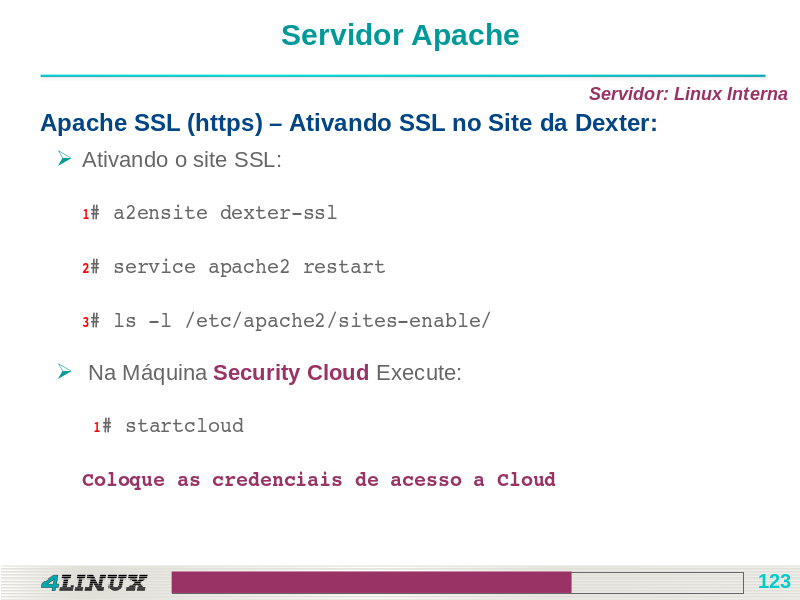 Servidor Apache
Servidor: Linux Interna
Apache SSL (https) – Ativando SSL no Site da Dexter:
Ativando o site SSL:
1# a2ensite dexter-ssl
2# service apache2 restart
3# ls -l /etc/apache2/sites-enable/
Na Máquina Security Cloud Execute:
1# startcloud
Coloque as credenciais de acesso a Cloud
4LINUX
123